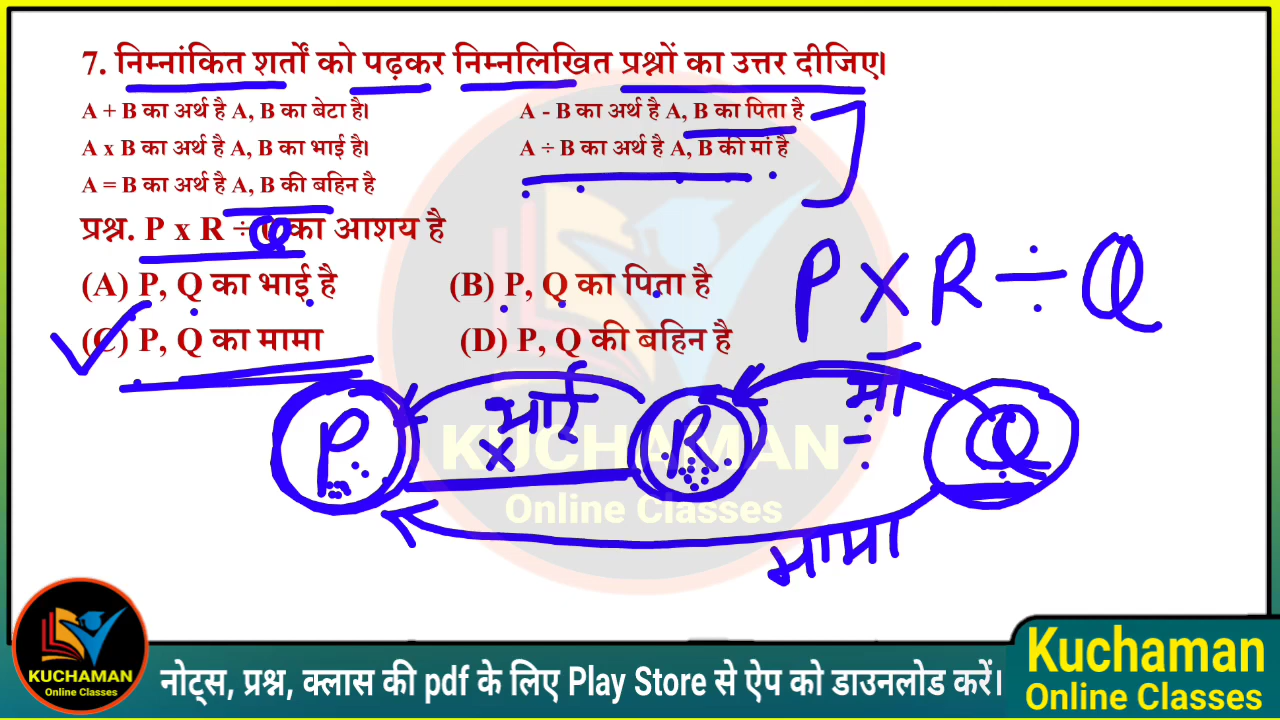 7. निम्नांकित शर्तों को पढ़कर निम्नलिखित प्रश्नों का उत्तर दीजिए।
A + B का अर्थ है A, B का बेटा है। A - B का अर्थ है A, B का पिता है
A x B का अर्थ है A, B का भाई है। A ÷ B का अर्थ है A, B की मां है
A = B का अर्थ है A, B की बहिन है
प्रश्न. P x R ÷ Q का आशय है
P X R ÷ Q
(A) P, Q का भाई है (B) P, Q का पिता है
(C) P, Q का मामा (D) P, Q की बहिन है
भाई मां
P × R ÷ Q
मामा
KUCHAMAN
Online Classes
KUCHAMAN
Online Classes
नोट्स, प्रश्न, क्लास की pdf के लिए Play Store से ऐप को डाउनलोड करें।
Kuchaman
Online Classes